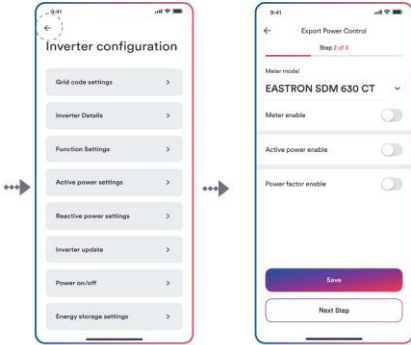 9:41
Inverter configuration
Grid code settings
Inverter Details
Function Settings
Active power settings
Reactive power settings
Inverter update
Power on/off
Energy storage settings
9:41
Export Power Control
Step 2 of 3
Meter model
EASTRON SDM 630 CT
Mater enable
Active power enable
Power factor enable
Save
Next Step